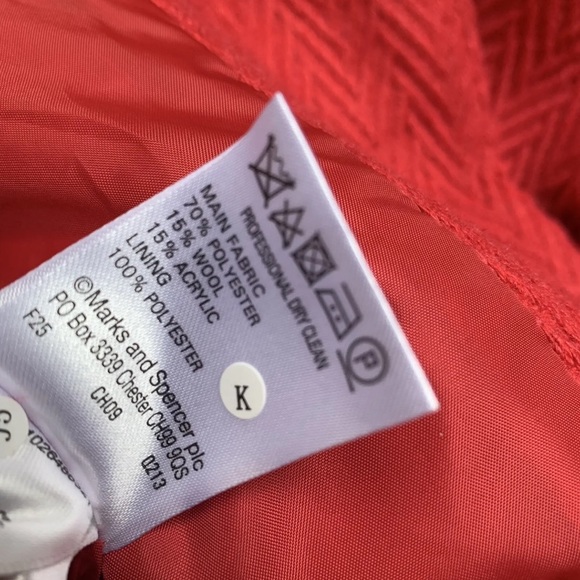 PROFESSIONAL DRY CLEAN
MAIN FABRIC
70% POLYESTER
15% WOOL
15% ACRYLIC
LINING
100% POLYESTER
©Marks and Spencer plc
PO Box 3339 Chester CH99 9QS
F25 CH09 0213
K
P